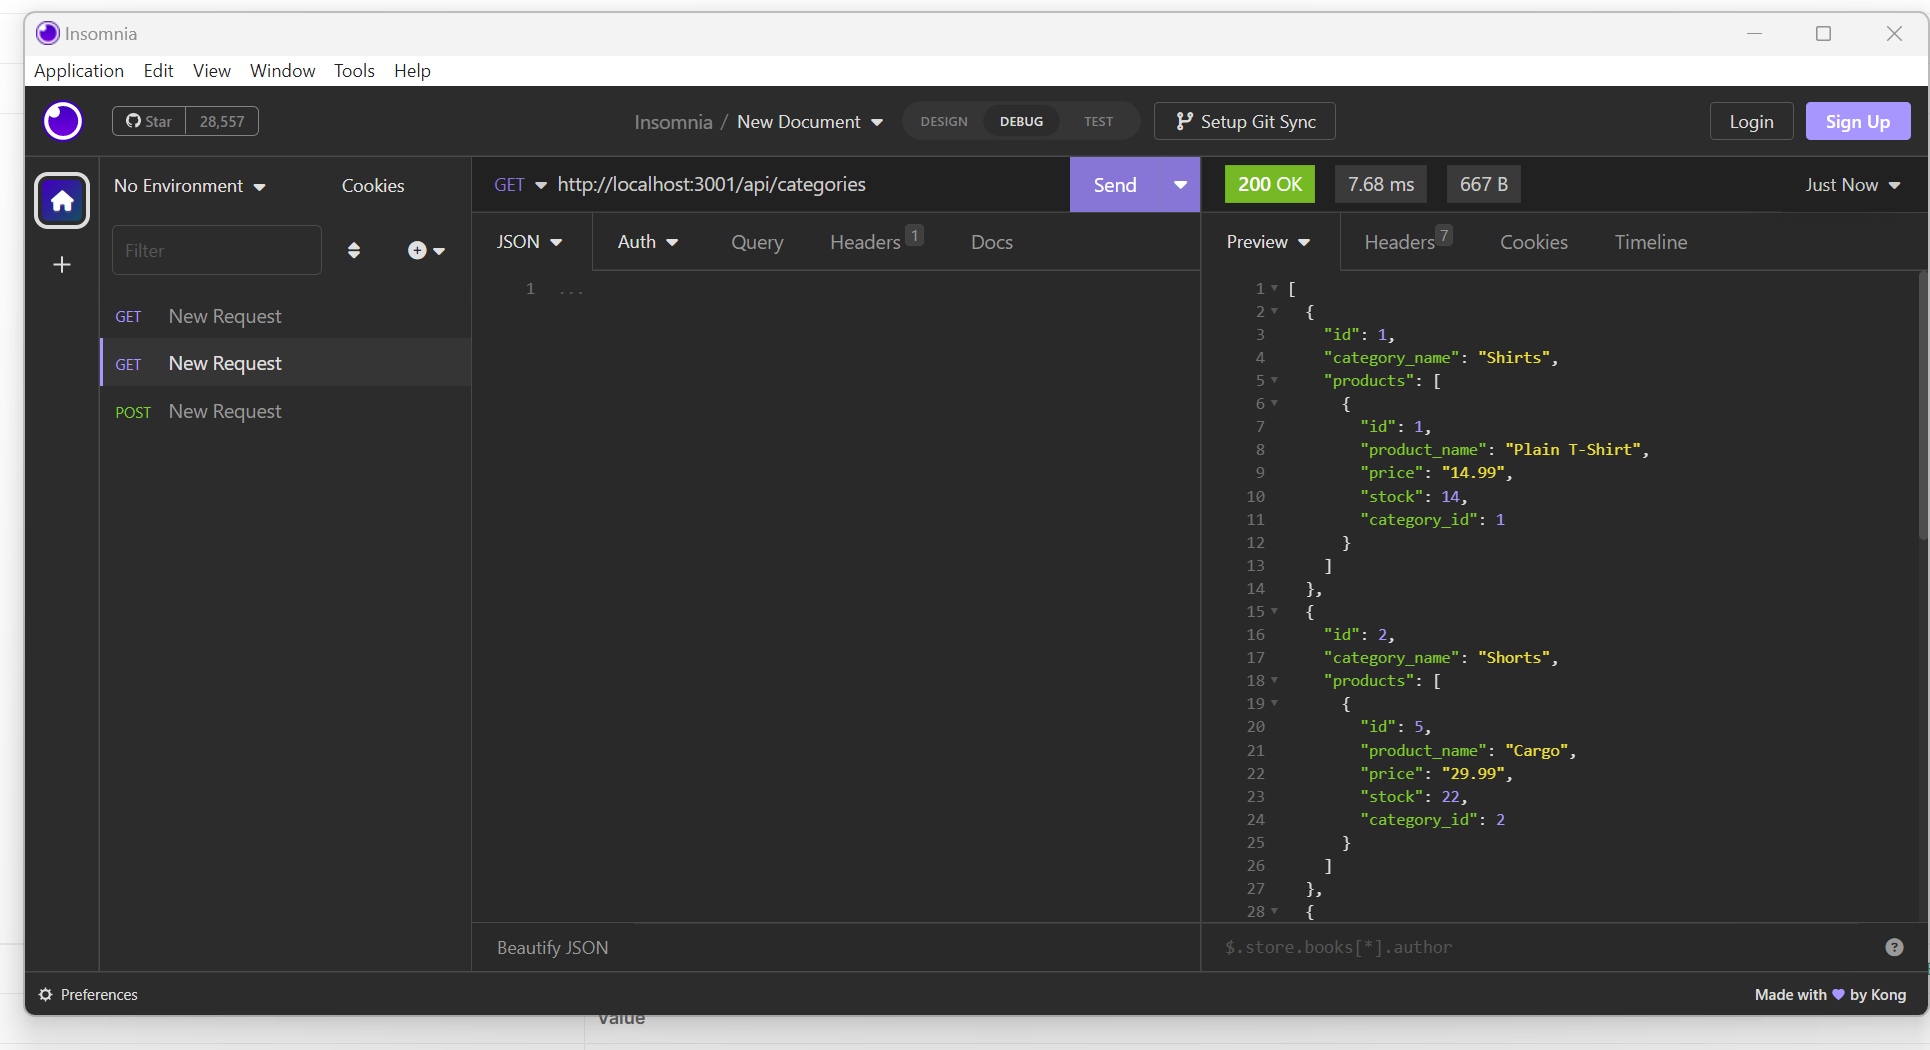 Insomnia
Application Edit View Window Tools Help
Star 28,557
Insomnia / New Document
DESIGN DEBUG TEST
Setup Git Sync
Login
Sign Up
No Environment
Cookies
Filter
GET New Request
GET New Request
POST New Request
GET http://localhost:3001/api/categories
Send
JSON Auth Query Headers 1 Docs
1 ...
Beautify JSON
200 OK 7.68 ms 667 B Just Now
Preview Headers 7 Cookies Timeline
1 [
2 {
3 "id": 1,
4 "category_name": "Shirts",
5 "products": [
6 {
7 "id": 1,
8 "product_name": "Plain T-Shirt",
9 "price": "14.99",
10 "stock": 14,
11 "category_id": 1
12 }
13 ]
14 },
15 {
16 "id": 2,
17 "category_name": "Shorts",
18 "products": [
19 {
20 "id": 5,
21 "product_name": "Cargo",
22 "price": "29.99",
23 "stock": 22,
24 "category_id": 2
25 }
26 ]
27 },
28 {
$.store.books[*].author
?
Preferences
Made with 💜 by Kong
Value